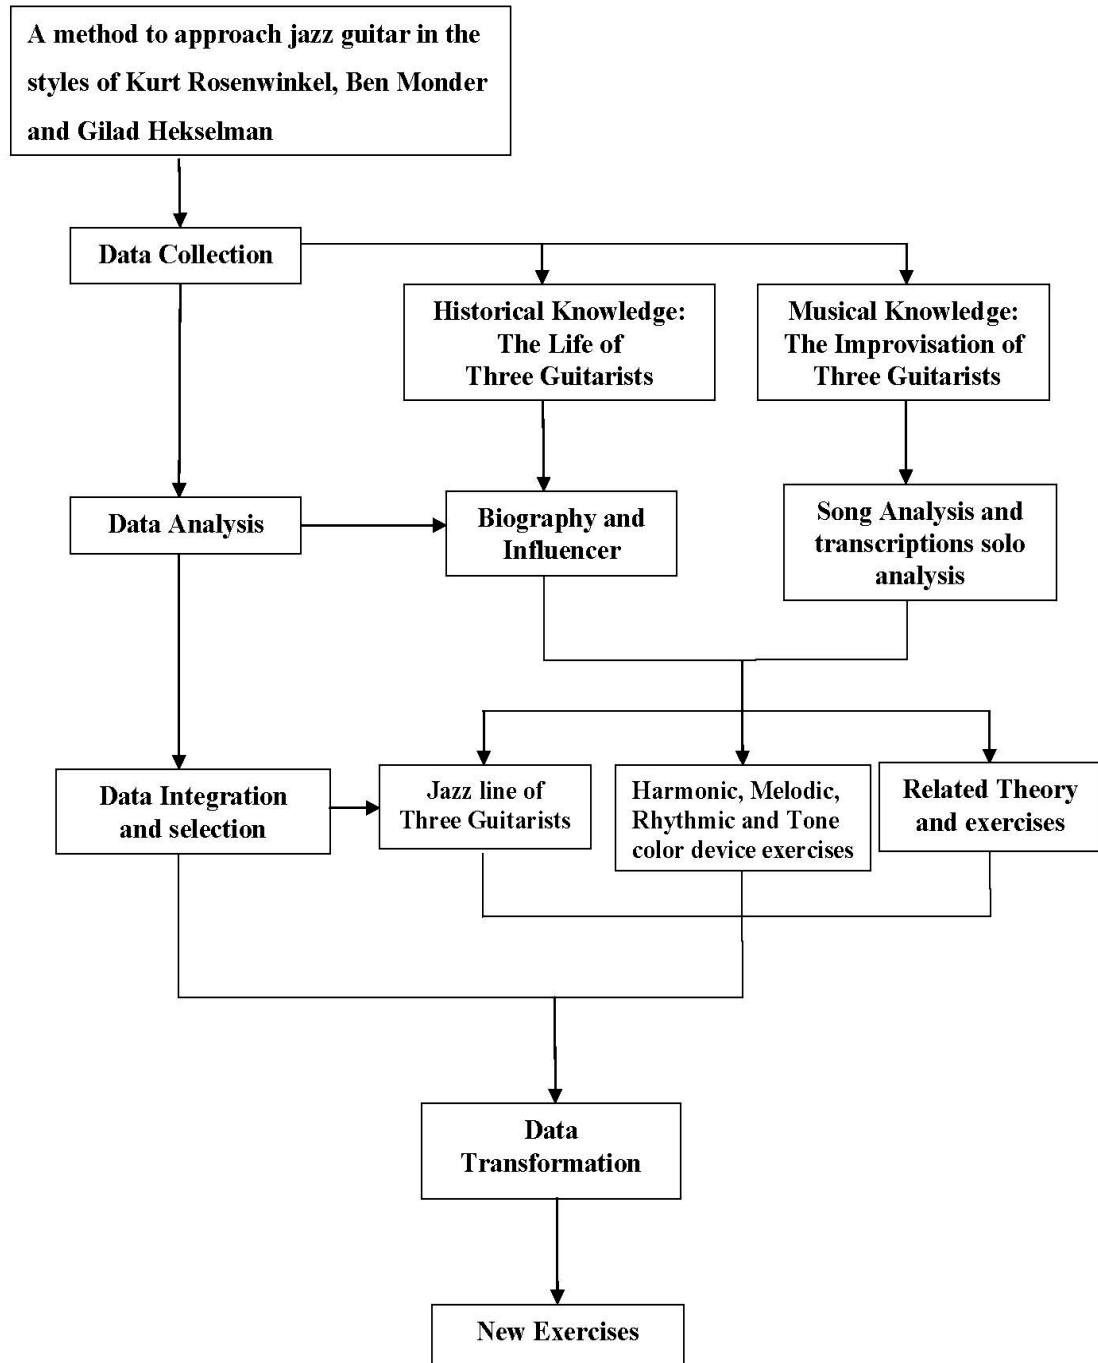 A method to approach jazz guitar in the
styles of Kurt Rosenwinkel, Ben Monder
and Gilad Hekselman
Data Collection
Historical Knowledge:
The Life of
Three Guitarists
Musical Knowledge:
The Improvisation of
Three Guitarists
Data Analysis
Biography and
Influencer
Song Analysis and
transcriptions solo
analysis
Data Integration
and selection
Jazz line of
Three Guitarists
Harmonic, Melodic,
Rhythmic and Tone
color device exercises
Related Theory
and exercises
Data
Transformation
New Exercises